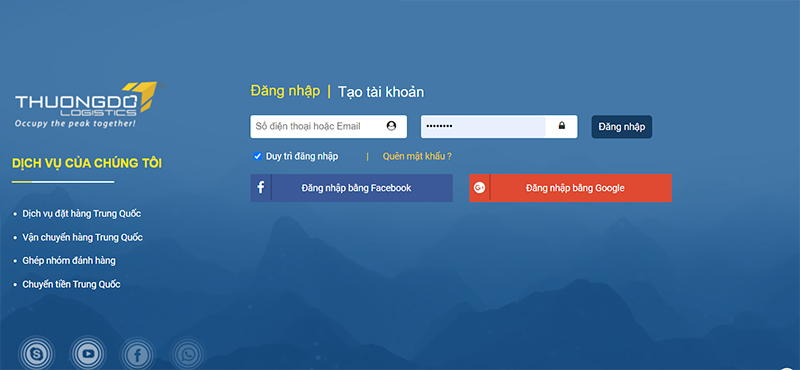 THUONGDO
LOGISTICS
Occupy the peak together!
DỊCH VỤ CỦA CHÚNG TÔI
Dịch vụ đặt hàng Trung Quốc
Vận chuyển hàng Trung Quốc
Ghép nhóm đánh hàng
Chuyển tiền Trung Quốc
Đăng nhập | Tạo tài khoản
Số điện thoại hoặc Email
Đăng nhập
Duy trì đăng nhập | Quên mật khẩu ?
Đăng nhập bằng Facebook
Đăng nhập bằng Google